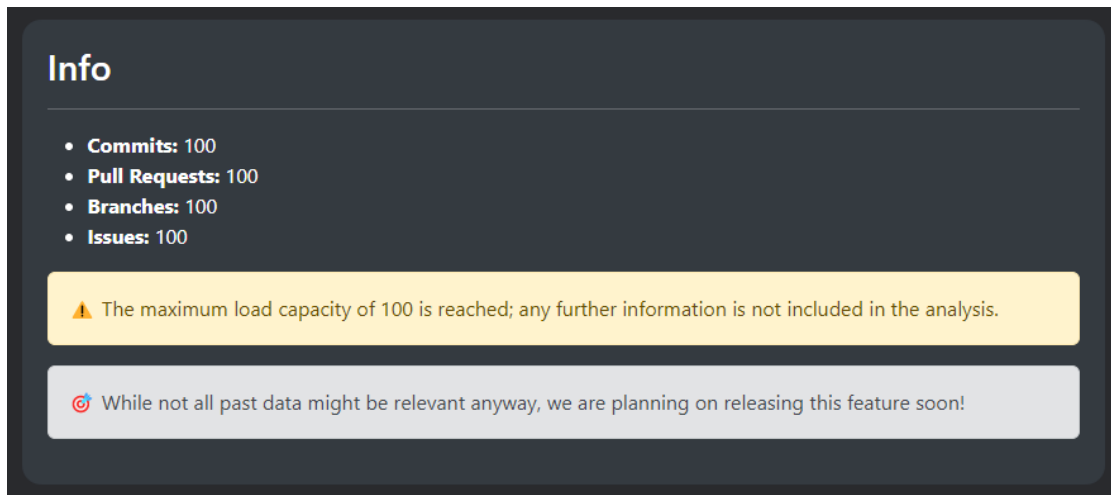 Info
Commits: 100
Pull Requests: 100
Branches: 100
Issues: 100
⚠️ The maximum load capacity of 100 is reached; any further information is not included in the analysis.
🎯 While not all past data might be relevant anyway, we are planning on releasing this feature soon!